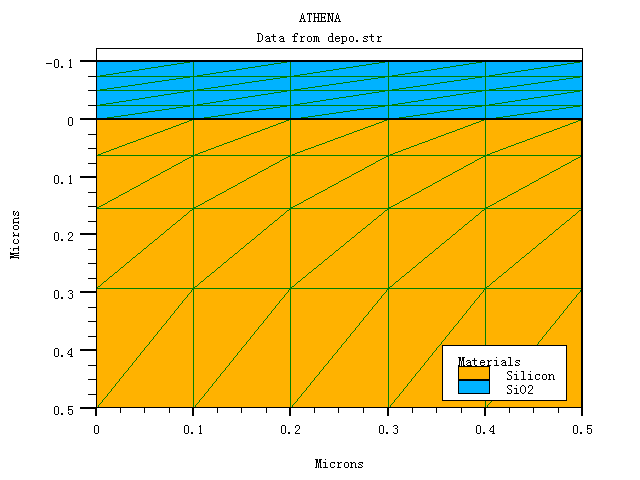 ATHENA
Data from depo.str
-0.1
0
0.1
0.2
0.3
0.4
0.5
Microns
Materials
Silicon
SiO2
0
0.1
0.2
0.3
0.4
0.5
Microns